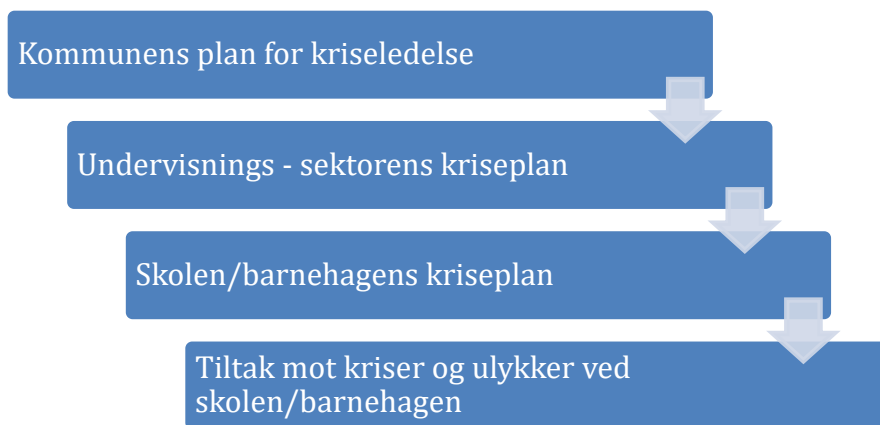 Kommunens plan for kriseledelse
Undervisnings - sektorens kriseplan
Skolen/barnehagens kriseplan
Tiltak mot kriser og ulykker ved
skolen/barnehagen